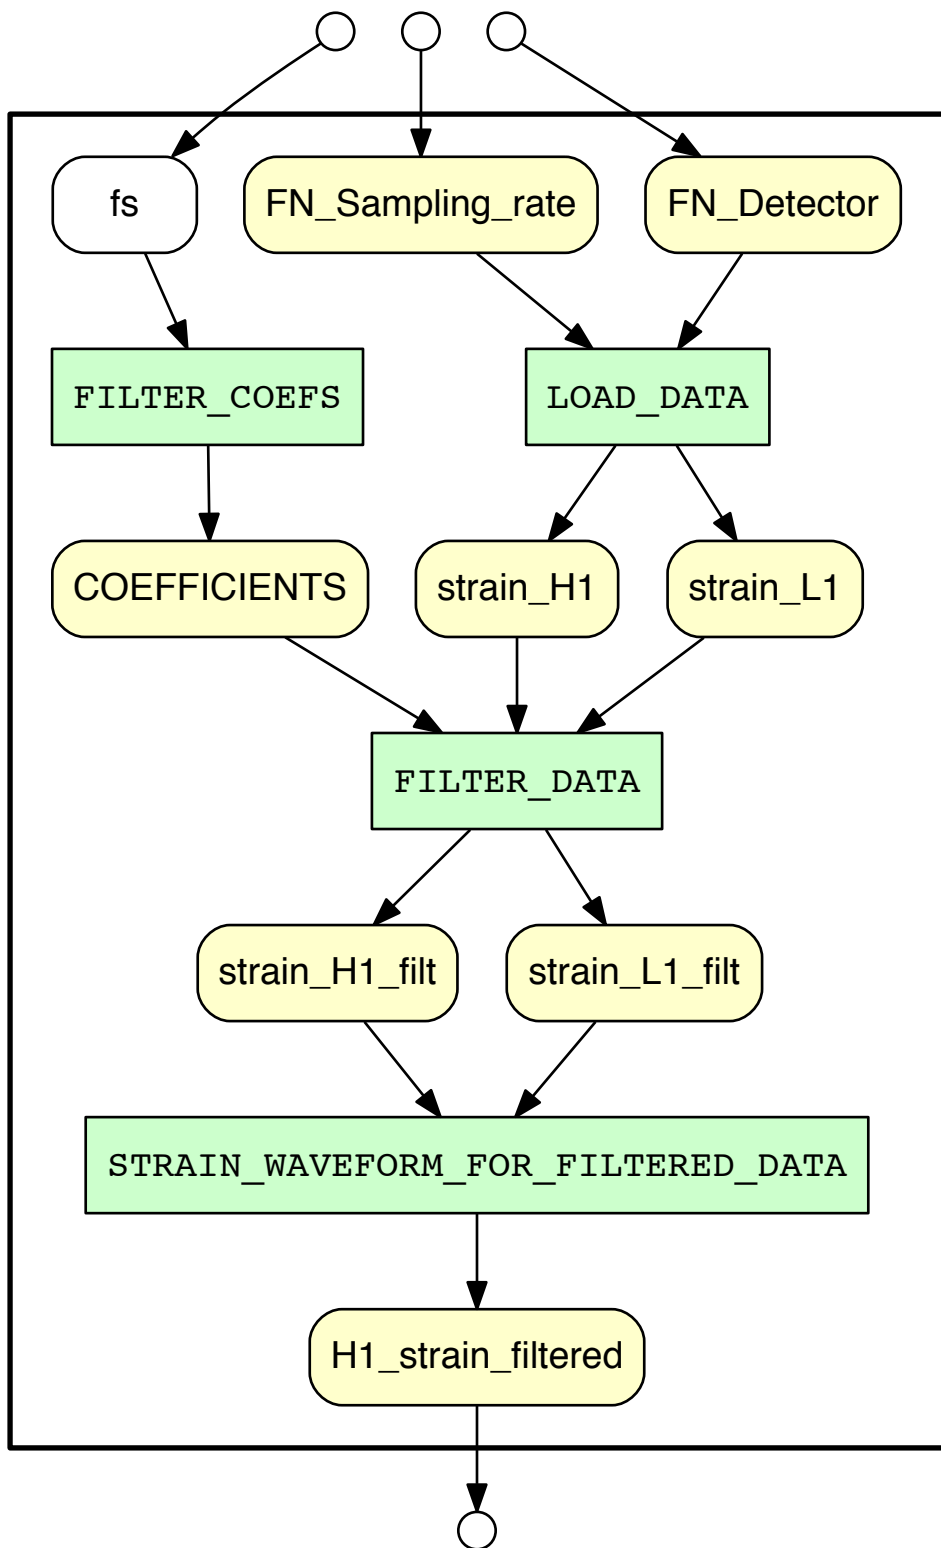 fs
FN_Sampling_rate
FN_Detector
FILTER_COEFS
LOAD_DATA
COEFFICIENTS
strain_H1
strain_L1
FILTER_DATA
strain_H1_filt
strain_L1_filt
STRAIN_WAVEFORM_FOR_FILTERED_DATA
H1_strain_filtered